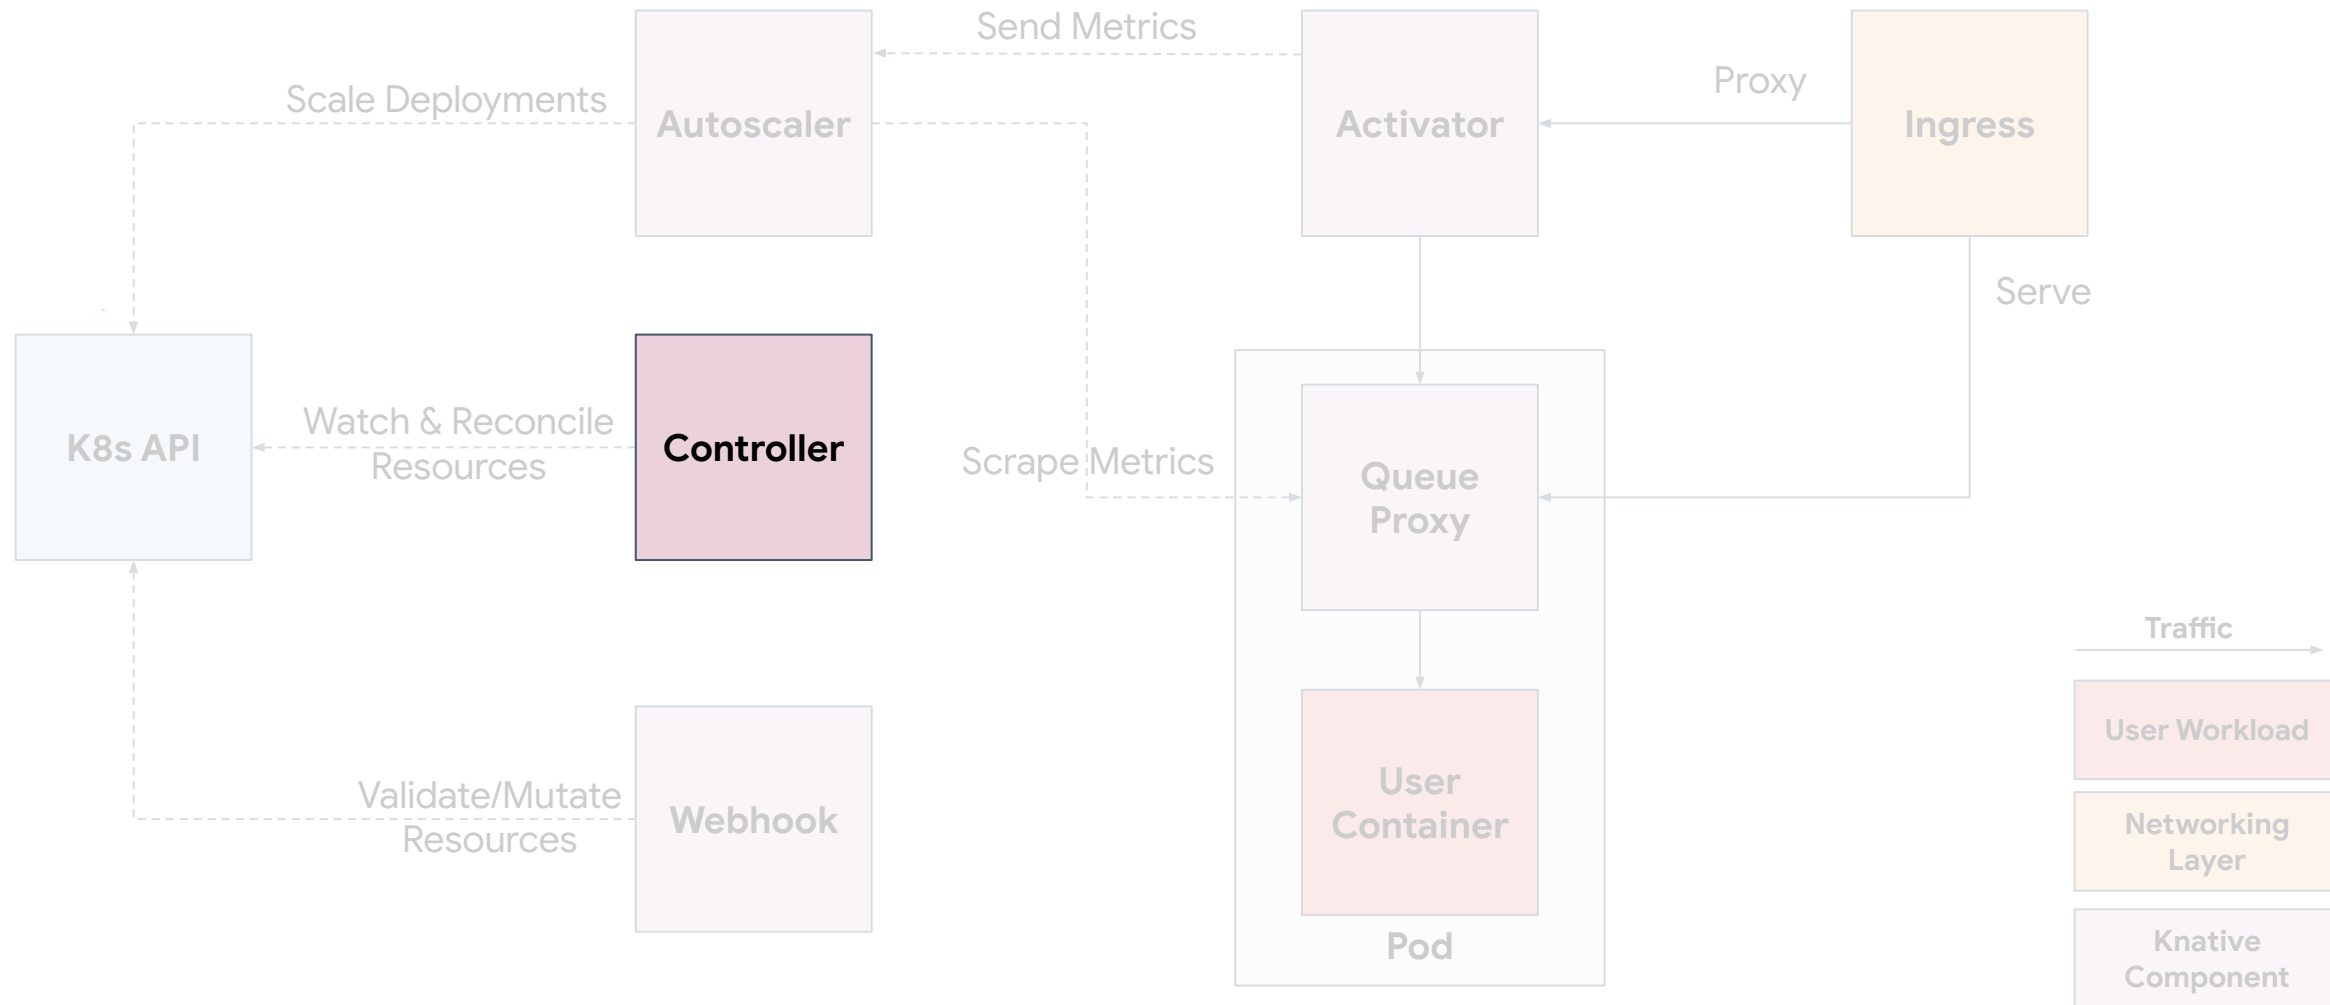 Send Metrics
Proxy
Scale Deployments
Autoscaler
Activator
Ingress
Serve
Watch & Reconcile
Resources
K8s API
Controller
Scrape Metrics
Queue
Proxy
Traffic
User Workload
Validate/Mutate
Resources
Webhook
User
Container
Networking
Layer
Pod
Knative
Component